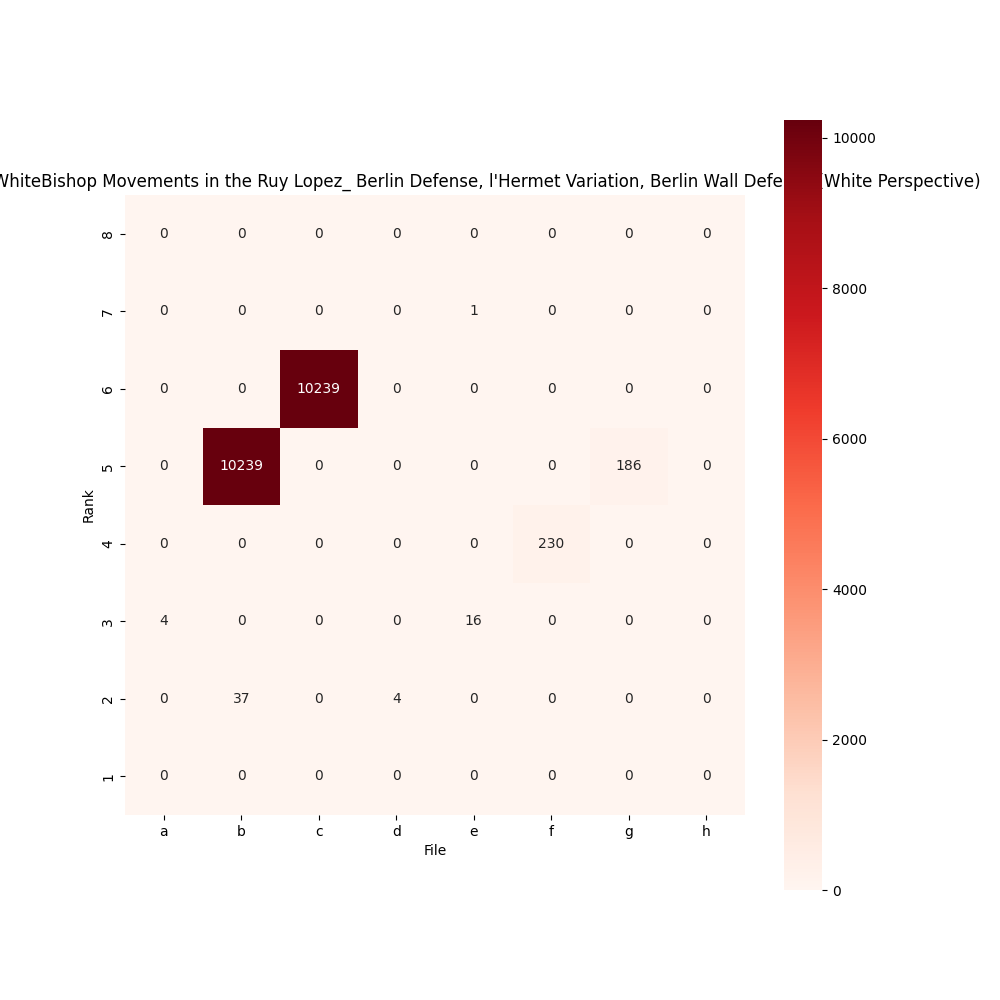 WhiteBishop Movements in the Ruy Lopez_ Berlin Defense, l'Hermet Variation, Berlin Wall Defe White Perspective)
10000
8 0 0 0 0 0 0 0 0
8000
7 0 0 0 0 1 0 0 0
6 0 0 10239 0 0 0 0 0
6000
5 0 10239 0 0 0 0 186 0
Rank
4 0 0 0 0 0 230 0 0
4000
3 4 0 0 0 16 0 0 0
2 0 37 0 4 0 0 0 0
2000
1 0 0 0 0 0 0 0 0
a b c d e f g h
File
0